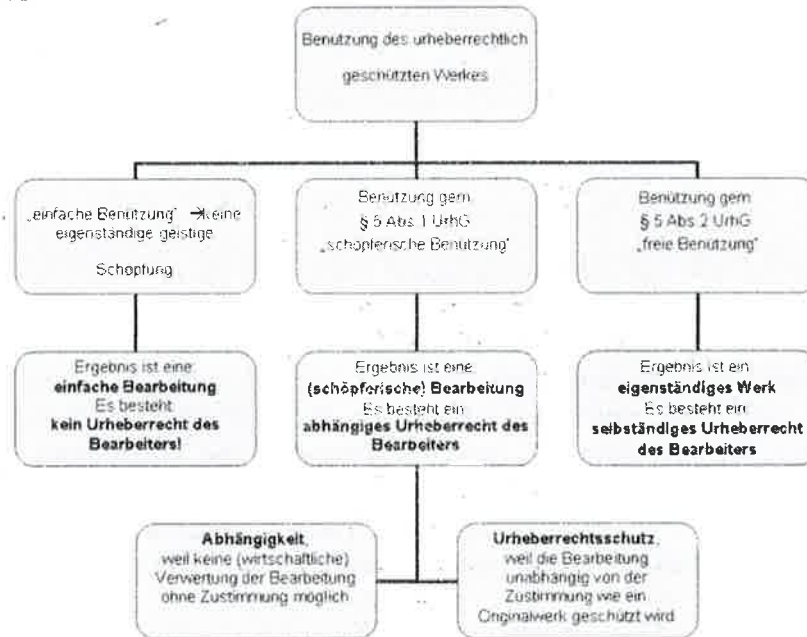 Benutzung des urheberrechtlich
geschützten Werkes
„einfache Benützung" → keine
eigenständige geistige
Schöpfung
Benützung gem
§ 5 Abs 1 UrhG
„schöpferische Benützung"
Benützung gem
§ 5 Abs 2 UrhG
„freie Benützung"
Ergebnis ist eine
einfache Bearbeitung
Es besteht
kein Urheberrecht des
Bearbeiters!
Ergebnis ist eine
(schöpferische) Bearbeitung
Es besteht ein
abhängiges Urheberrecht des
Bearbeiters
Ergebnis ist ein
eigenständiges Werk
Es besteht ein
selbständiges Urheberrecht
des Bearbeiters
Abhängigkeit,
weil keine (wirtschaftliche)
Verwertung der Bearbeitung
ohne Zustimmung möglich
Urheberrechtsschutz,
weil die Bearbeitung
unabhängig von der
Zustimmung wie ein
Originalwerk geschützt wird